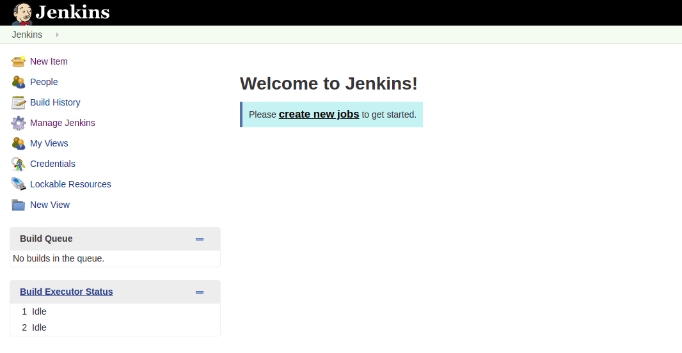 Jenkins
Jenkins
New Item
People
Build History
Manage Jenkins
My Views
Credentials
Lockable Resources
New View
Build Queue
No builds in the queue.
Build Executor Status
1 Idle
2 Idle
Welcome to Jenkins!
Please create new jobs to get started.